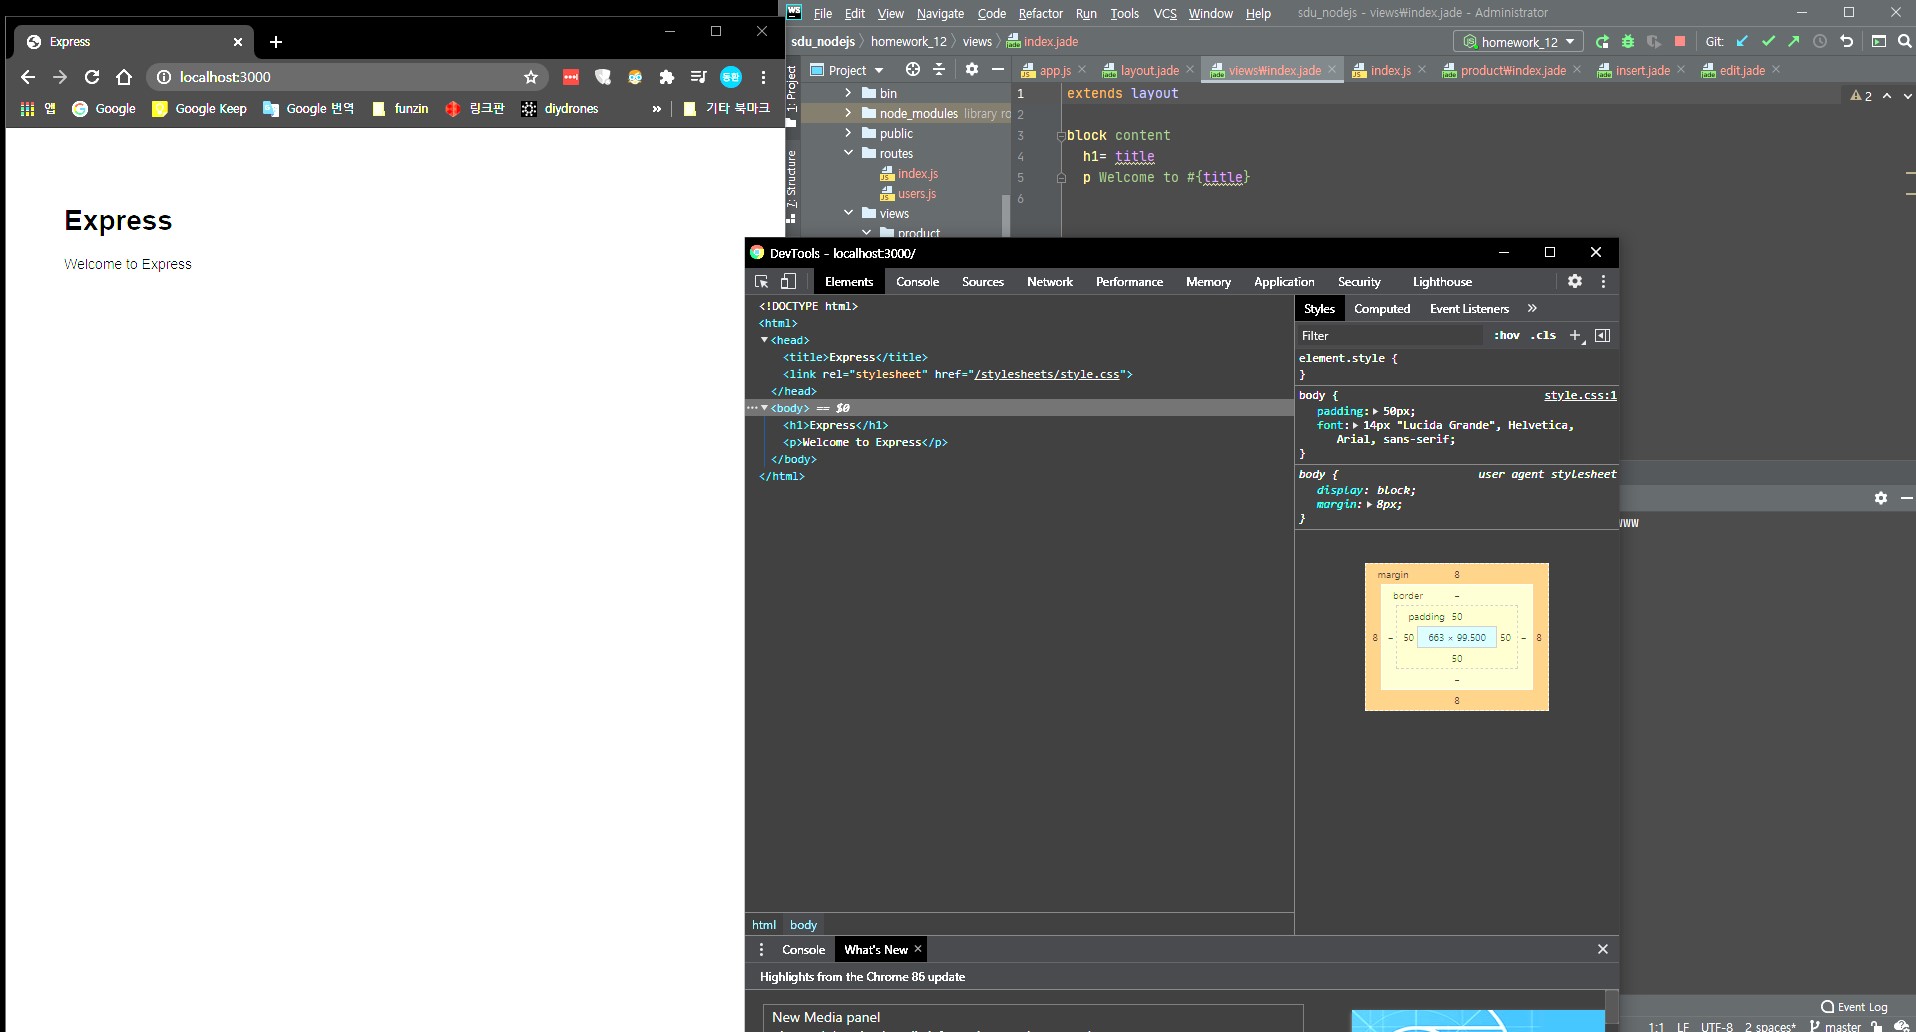 Express
localhost:3000
동환
앱
Google
Google Keep
Google 번역
funzin
링크판
diydrones
»
기타 북마크
Express
Welcome to Express
WS
File Edit View Navigate Code Refactor Run Tools VCS Window Help
sdu_nodejs - views₩index.jade - Administrator
sdu_nodejs homework_12 views index.jade
homework_12
Git:
1: Project
7: Structure
Project
app.js layout.jade views₩index.jade index.js product₩index.jade insert.jade edit.jade
bin
node_modules library ro
public
routes
index.js
users.js
views
product
1 extends layout
2
3 block content
4 h1= title
5 p Welcome to #{title}
6
2
DevTools - localhost:3000/
Elements Console Sources Network Performance Memory Application Security Lighthouse
<!DOCTYPE html>
<html>
<head>
<title>Express</title>
<link rel="stylesheet" href="/stylesheets/style.css">
</head>
<body> == $0
<h1>Express</h1>
<p>Welcome to Express</p>
</body>
</html>
Styles Computed Event Listeners »
Filter :hov .cls +
element.style {
}
body { style.css:1
padding: 50px;
font: 14px "Lucida Grande", Helvetica,
Arial, sans-serif;
}
body { user agent stylesheet
display: block;
margin: 8px;
}
margin 8
border –
padding 50
8 – 50 663 × 99.500 50 – 8
50
–
8
html body
Console What's New
Highlights from the Chrome 86 update
New Media panel
Event Log
1:1 LF UTF-8 2 spaces* master